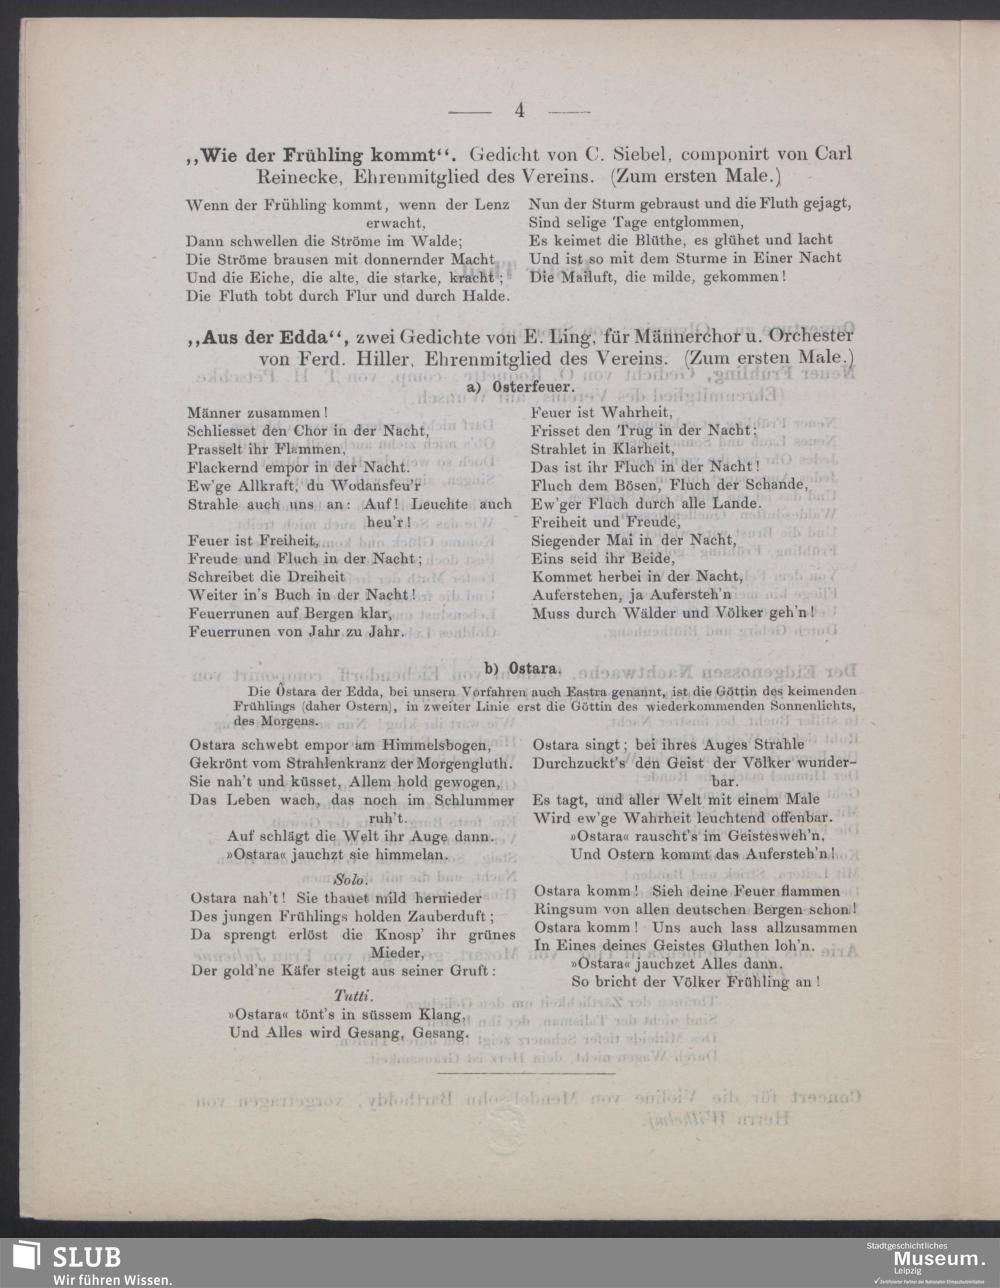 4
„Wie der Frühling kommt“. Gedicht von C. Siebel, componirt von Carl
Reinecke, Ehrenmitglied des Vereins. (Zum ersten Male.)
Wenn der Frühling kommt, wenn der Lenz
erwacht,
Dann schwellen die Ströme im Walde;
Die Ströme brausen mit donnernder Macht
Und die Eiche, die alte, die starke, kracht;
Die Fluth tobt durch Flur und durch Halde.
Nun der Sturm gebraust und die Fluth gejagt,
Sind selige Tage entglommen,
Es keimet die Blüthe, es glühet und lacht
Und ist so mit dem Sturme in Einer Nacht
Die Mailuft, die milde, gekommen!
„Aus der Edda“, zwei Gedichte von E. Ling, für Männerchor u. Orchester
von Ferd. Hiller, Ehrenmitglied des Vereins. (Zum ersten Male.)
a) Osterfeuer.
Männer zusammen!
Schliesset den Chor in der Nacht,
Prasselt ihr Flammen,
Flackernd empor in der Nacht.
Ew'ge Allkraft, du Wodansfeu'r
Strahle auch uns an: Auf! Leuchte auch
heu'r!
Feuer ist Freiheit,
Freude und Fluch in der Nacht;
Schreibet die Dreiheit
Weiter in's Buch in der Nacht!
Feuerrunen auf Bergen klar,
Feuerrunen von Jahr zu Jahr.
Feuer ist Wahrheit,
Frisset den Trug in der Nacht;
Strahlet in Klarheit,
Das ist ihr Fluch in der Nacht!
Fluch dem Bösen, Fluch der Schande,
Ew'ger Fluch durch alle Lande.
Freiheit und Freude,
Siegender Mai in der Nacht,
Eins seid ihr Beide,
Kommet herbei in der Nacht,
Auferstehen, ja Aufersteh'n
Muss durch Wälder und Völker geh'n!
b) Ostara.
Die Ostara der Edda, bei unsern Vorfahren auch Eastra genannt, ist die Göttin des keimenden
Frühlings (daher Ostern), in zweiter Linie erst die Göttin des wiederkommenden Sonnenlichts,
des Morgens.
Ostara schwebt empor am Himmelsbogen,
Gekrönt vom Strahlenkranz der Morgengluth.
Sie nah't und küsset, Allem hold gewogen,
Das Leben wach, das noch im Schlummer
ruh't.
Auf schlägt die Welt ihr Auge dann.
»Ostara« jauchzt sie himmelan.
Solo.
Ostara nah't! Sie thauet mild hernieder
Des jungen Frühlings holden Zauberduft;
Da sprengt erlöst die Knosp' ihr grünes
Mieder,
Der gold'ne Käfer steigt aus seiner Gruft:
Tutti.
»Ostara« tönt's in süssem Klang,
Und Alles wird Gesang, Gesang.
Ostara singt; bei ihres Auges Strahle
Durchzuckt's den Geist der Völker wunder-
bar.
Es tagt, und aller Welt mit einem Male
Wird ew'ge Wahrheit leuchtend offenbar.
»Ostara« rauscht's im Geistesweh'n,
Und Ostern kommt das Aufersteh'n!
Ostara komm! Sieh deine Feuer flammen
Ringsum von allen deutschen Bergen schon!
Ostara komm! Uns auch lass allzusammen
In Eines deines Geistes Gluthen loh'n.
»Ostara« jauchzet Alles dann.
So bricht der Völker Frühling an!
SLUB
Wir führen Wissen.
Stadtgeschichtliches
Museum.
Leipzig
Zertifizierter Partner der Nationalen Klimaschutzinitiative